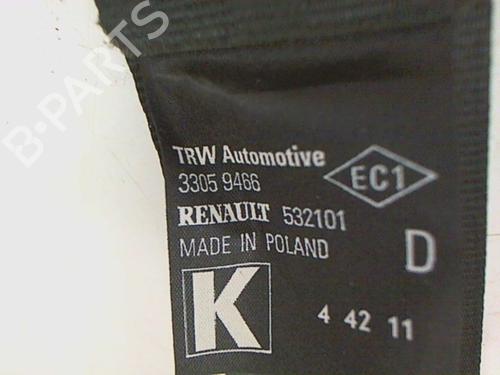 B-PARTS
TRW Automotive
3305 9466
EC1
RENAULT 532101
MADE IN POLAND
D
K
4 42 11